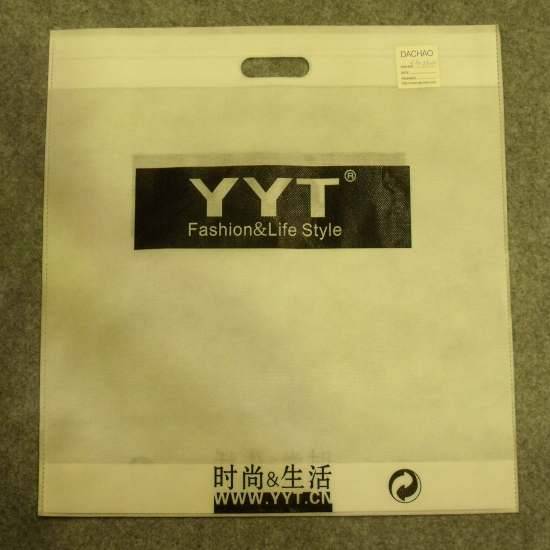 DACHAO
YYT®
Fashion&Life Style
时尚&生活
WWW.YYT.CN